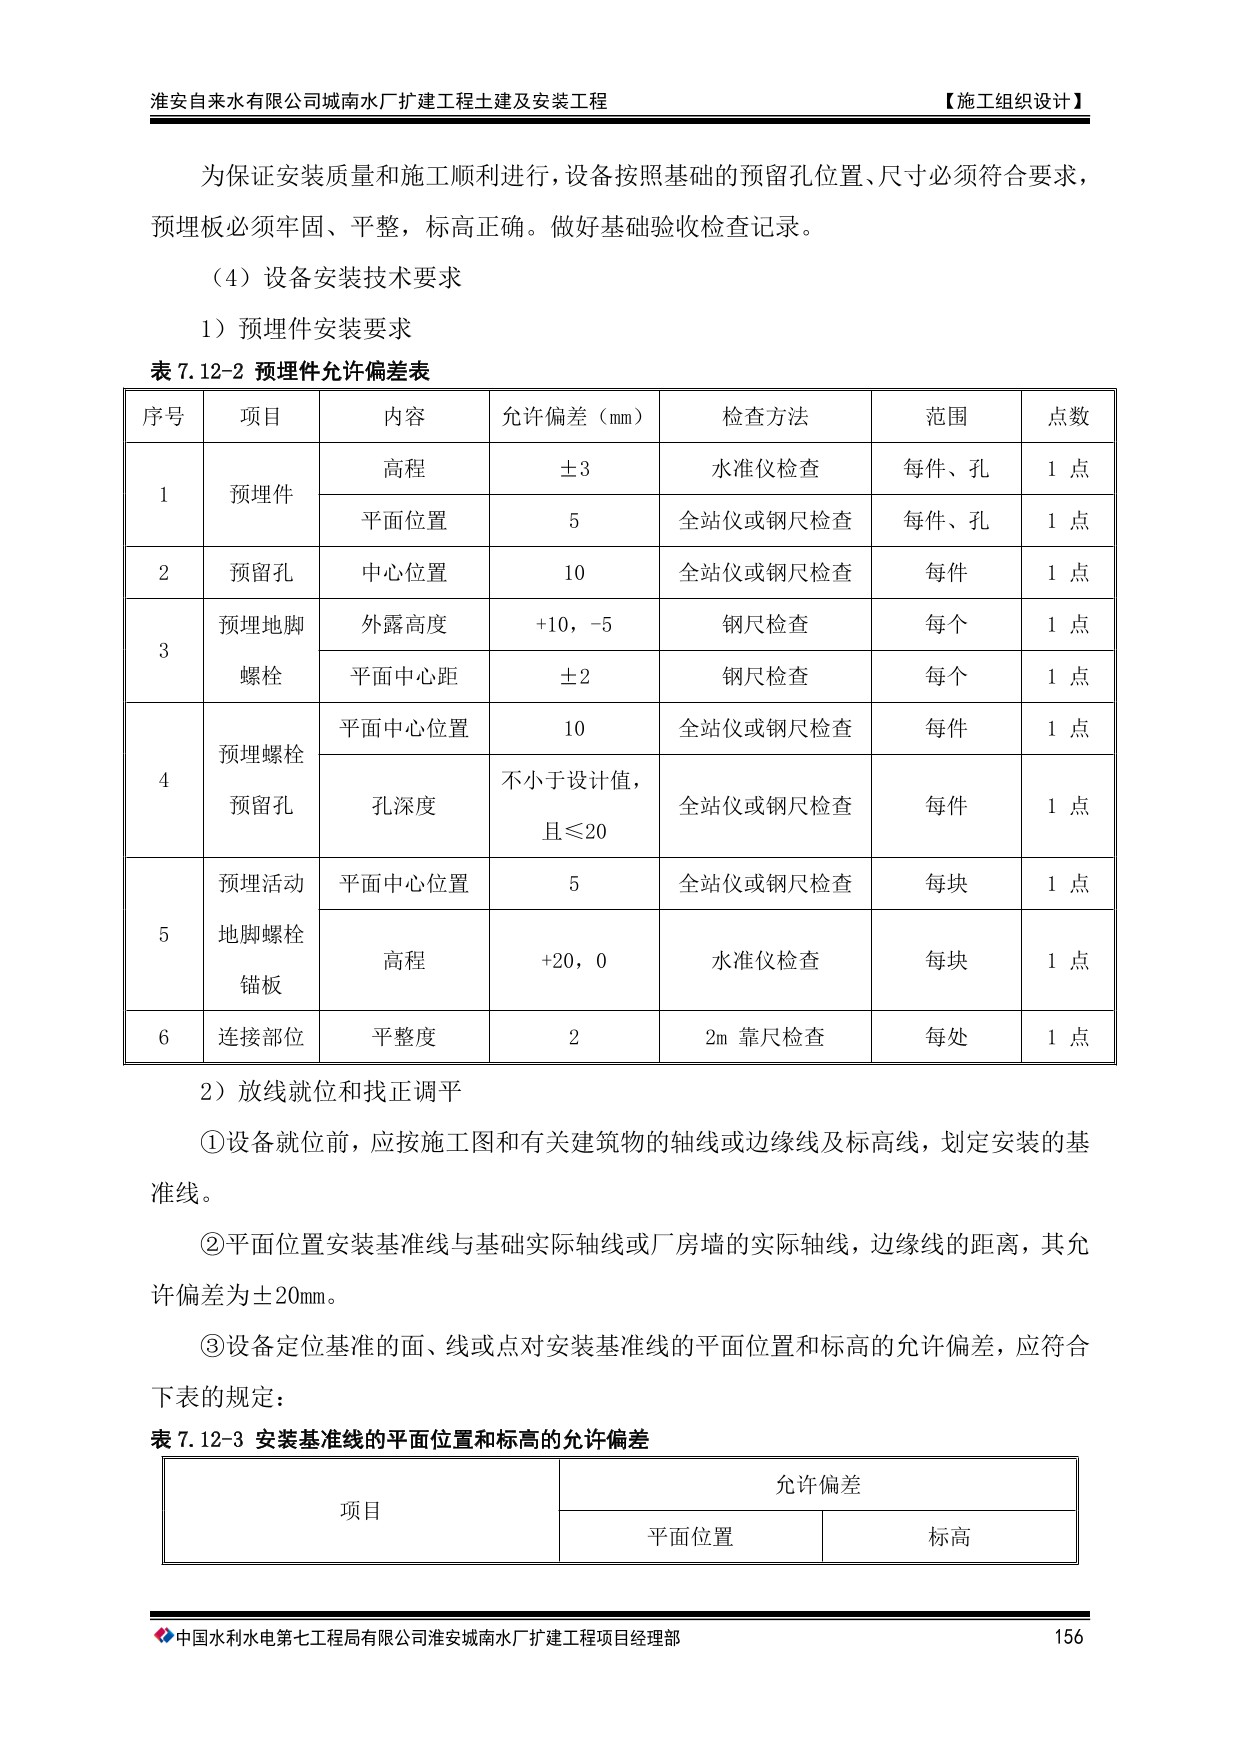 淮安自来水有限公司城南水厂扩建工程土建及安装工程 【施工组织设计】
为保证安装质量和施工顺利进行,设备按照基础的预留孔位置、尺寸必须符合要求，
预埋板必须牢固、平整，标高正确。做好基础验收检查记录。
（4）设备安装技术要求
1）预埋件安装要求
表 7.12-2 预埋件允许偏差表
序号 项目 内容 允许偏差（mm） 检查方法 范围 点数
1 预埋件 高程 ±3 水准仪检查 每件、孔 1 点
平面位置 5 全站仪或钢尺检查 每件、孔 1 点
2 预留孔 中心位置 10 全站仪或钢尺检查 每件 1 点
3 预埋地脚 外露高度 +10，-5 钢尺检查 每个 1 点
螺栓 平面中心距 ±2 钢尺检查 每个 1 点
4 预埋螺栓 平面中心位置 10 全站仪或钢尺检查 每件 1 点
预留孔 孔深度 不小于设计值，
且≤20 全站仪或钢尺检查 每件 1 点
5 预埋活动 平面中心位置 5 全站仪或钢尺检查 每块 1 点
地脚螺栓
锚板 高程 +20，0 水准仪检查 每块 1 点
6 连接部位 平整度 2 2m 靠尺检查 每处 1 点
2）放线就位和找正调平
①设备就位前，应按施工图和有关建筑物的轴线或边缘线及标高线，划定安装的基
准线。
②平面位置安装基准线与基础实际轴线或厂房墙的实际轴线，边缘线的距离，其允
许偏差为±20mm。
③设备定位基准的面、线或点对安装基准线的平面位置和标高的允许偏差，应符合
下表的规定：
表 7.12-3 安装基准线的平面位置和标高的允许偏差
项目 允许偏差
平面位置 标高
中国水利水电第七工程局有限公司淮安城南水厂扩建工程项目经理部 156